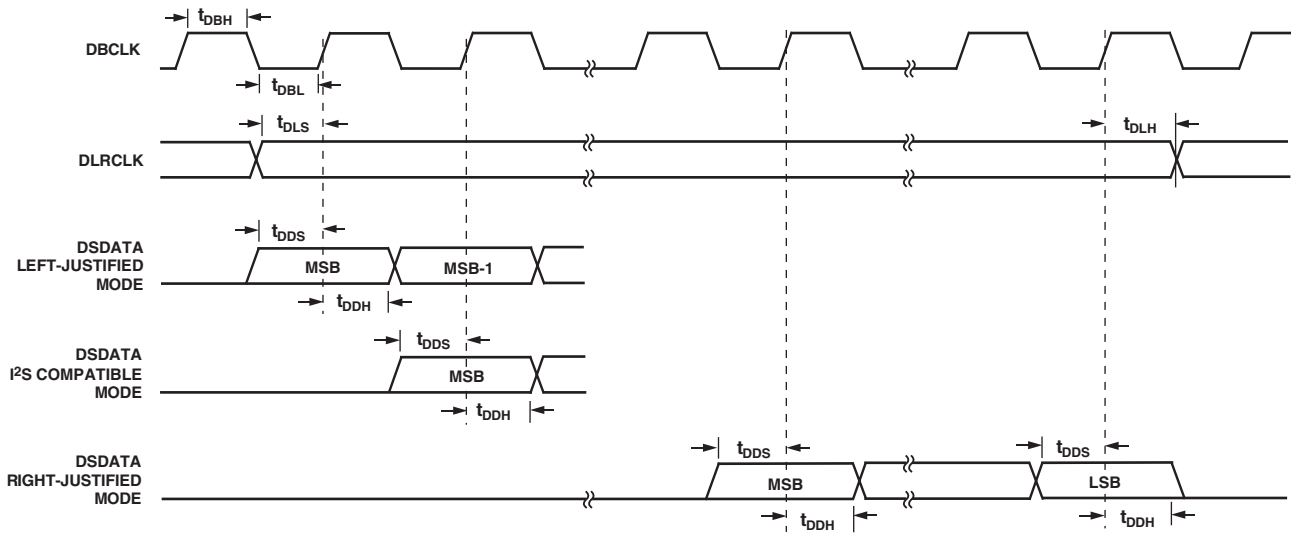 tDBH
DBCLK
tDBL
tDLS
tDLH
DLRCLK
tDDS
DSDATA
LEFT-JUSTIFIED
MODE
MSB
MSB-1
tDDH
DSDATA
I²S COMPATIBLE
MODE
tDDS
MSB
tDDH
DSDATA
RIGHT-JUSTIFIED
MODE
tDDS
tDDS
MSB
LSB
tDDH
tDDH